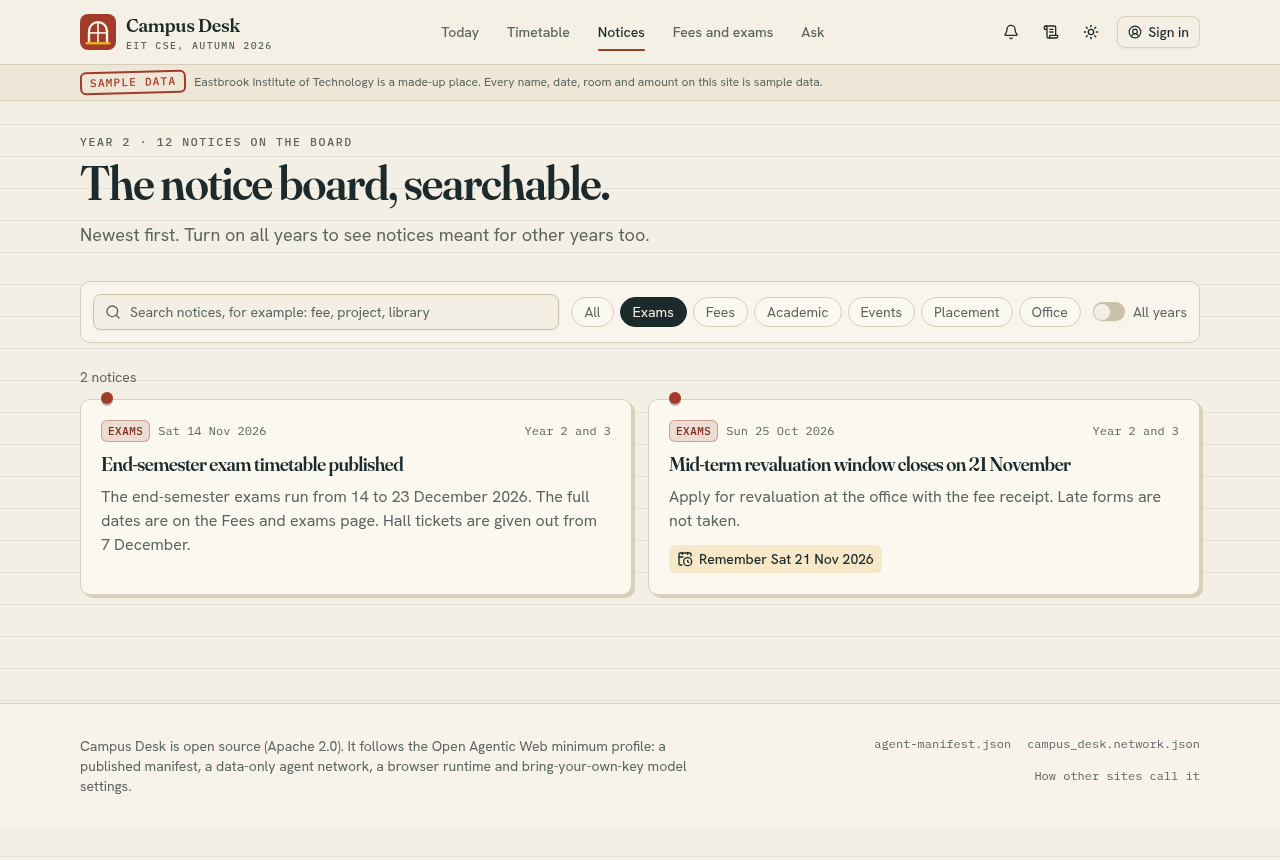 Campus Desk
EIT CSE, AUTUMN 2026
Today
Timetable
Notices
Fees and exams
Ask
Sign in
SAMPLE DATA
Eastbrook Institute of Technology is a made-up place. Every name, date, room and amount on this site is sample data.
YEAR 2 · 12 NOTICES ON THE BOARD
The notice board, searchable.
Newest first. Turn on all years to see notices meant for other years too.
Search notices, for example: fee, project, library
All
Exams
Fees
Academic
Events
Placement
Office
All years
2 notices
EXAMS
Sat 14 Nov 2026
Year 2 and 3
End-semester exam timetable published
The end-semester exams run from 14 to 23 December 2026. The full
dates are on the Fees and exams page. Hall tickets are given out from
7 December.
EXAMS
Sun 25 Oct 2026
Year 2 and 3
Mid-term revaluation window closes on 21 November
Apply for revaluation at the office with the fee receipt. Late forms are
not taken.
Remember Sat 21 Nov 2026
Campus Desk is open source (Apache 2.0). It follows the Open Agentic Web minimum profile: a
published manifest, a data-only agent network, a browser runtime and bring-your-own-key model
settings.
agent-manifest.json
campus_desk.network.json
How other sites call it